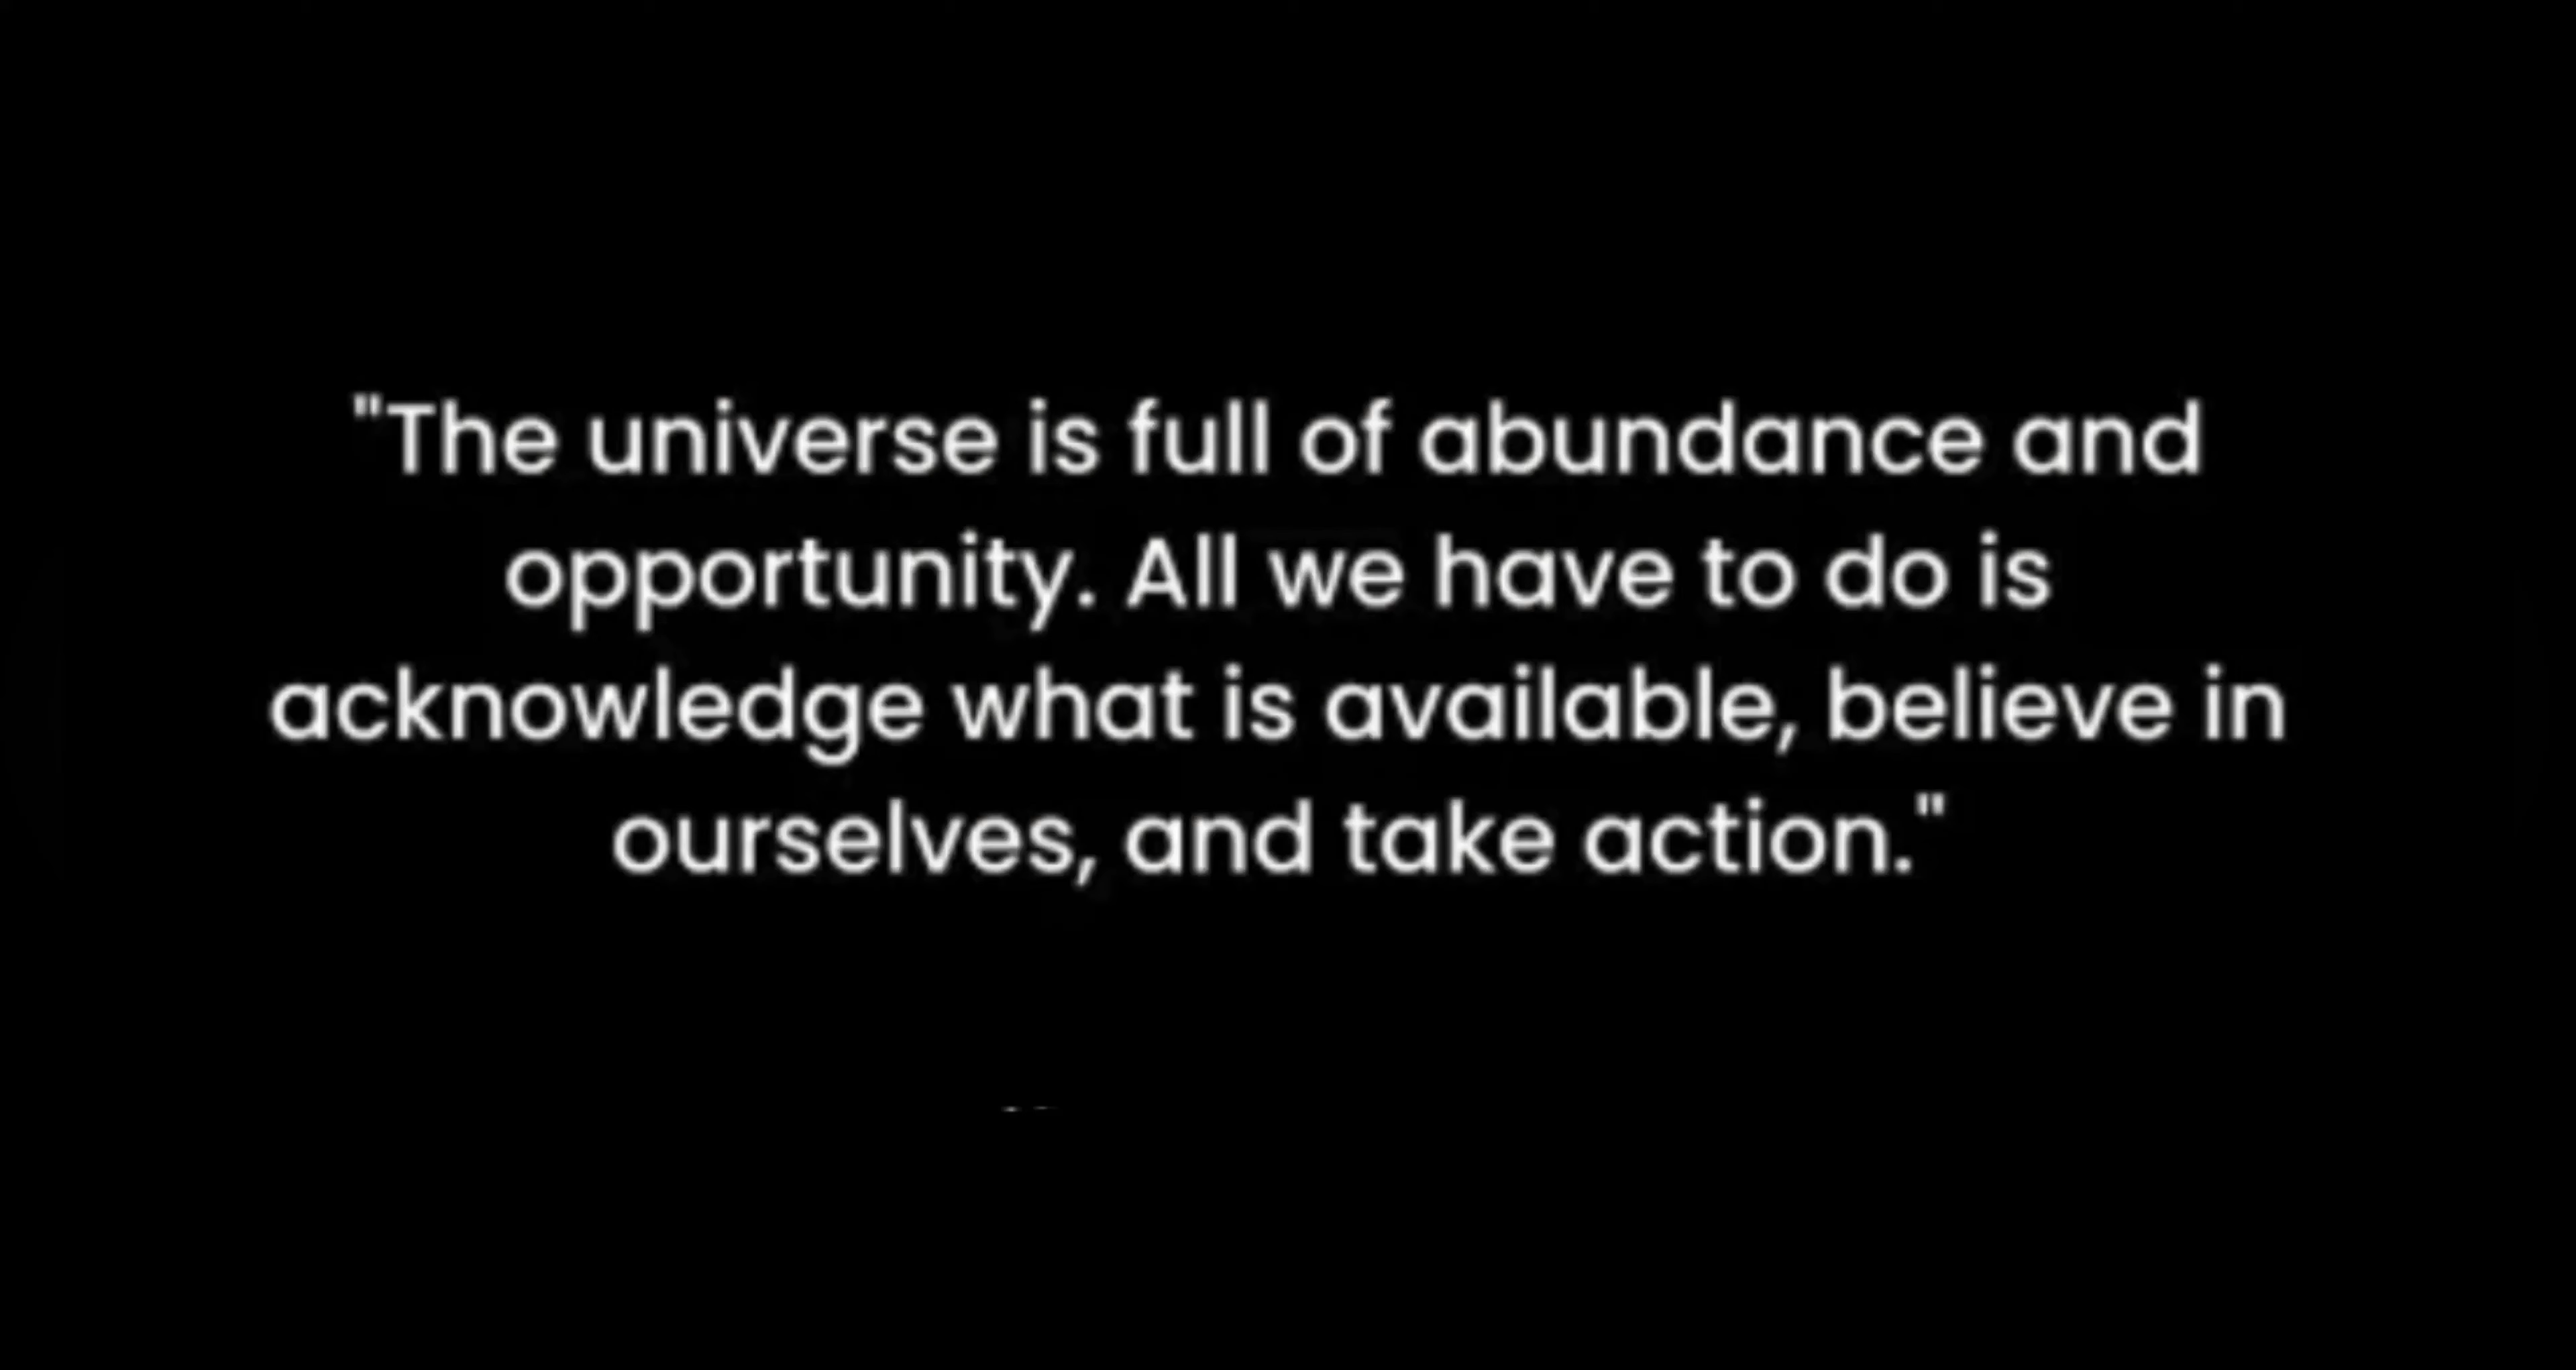 "The universe is full of abundance and
opportunity. All we have to do is
acknowledge what is available, believe in
ourselves, and take action."